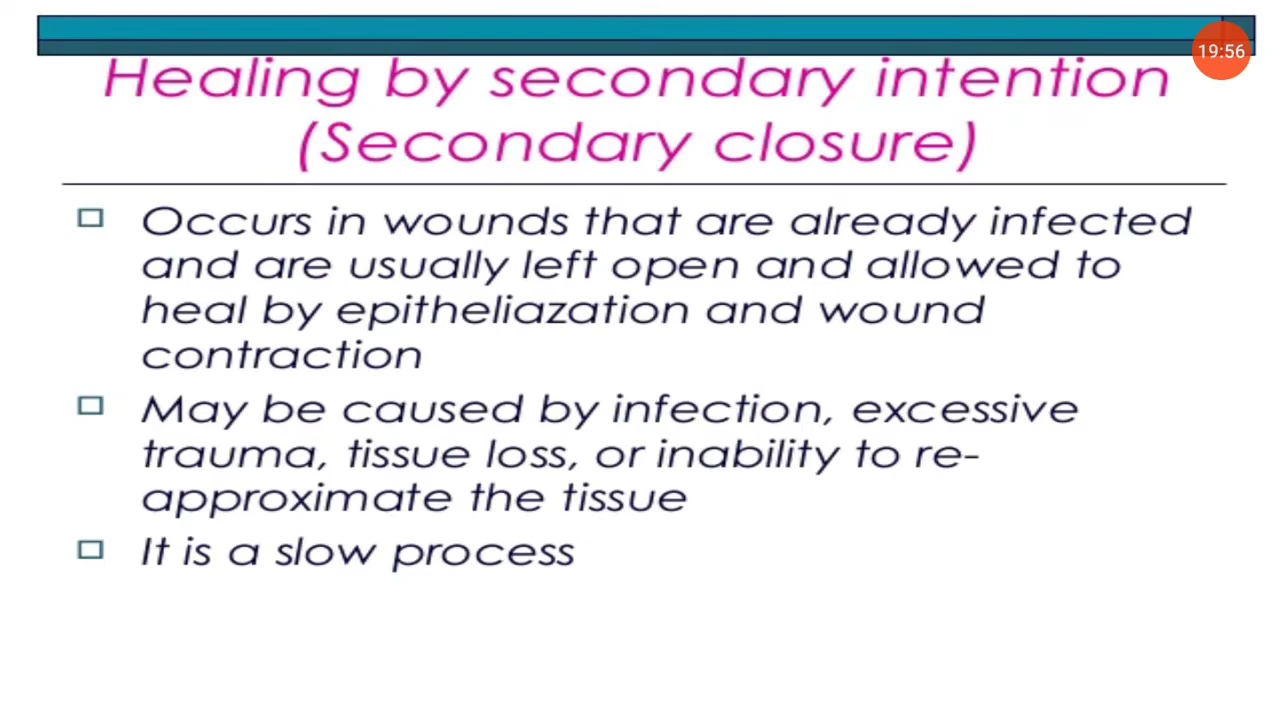 19:56
Healing by secondary intention
(Secondary closure)
Occurs in wounds that are already infected
and are usually left open and allowed to
heal by epitheliazation and wound
contraction
May be caused by infection, excessive
trauma, tissue loss, or inability to re-
approximate the tissue
It is a slow process